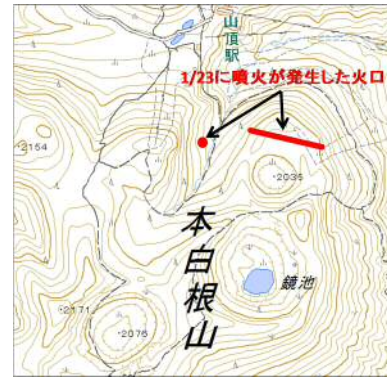 山頂駅
1/23に噴火が発生した火口
・2154
・2035
本白根山
鏡池
・2171
・2076